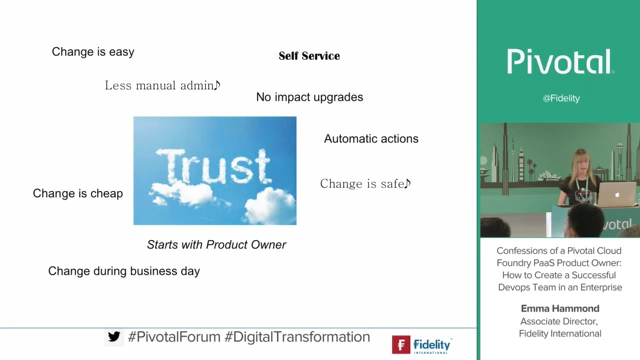 Change is easy
Self Service
Less manual admin♪
No impact upgrades
Trust
Automatic actions
Change is safe♪
Change is cheap
Starts with Product Owner
Change during business day
#PivotalForum #DigitalTransformation
Fidelity
INTERNATIONAL
Pivotal
@Fidelity
Pivotal
Confessions of a Pivotal Cloud
Foundry PaaS Product Owner:
How to Create a Successful
Devops Team in an Enterprise
Emma Hammond
Associate Director,
Fidelity International